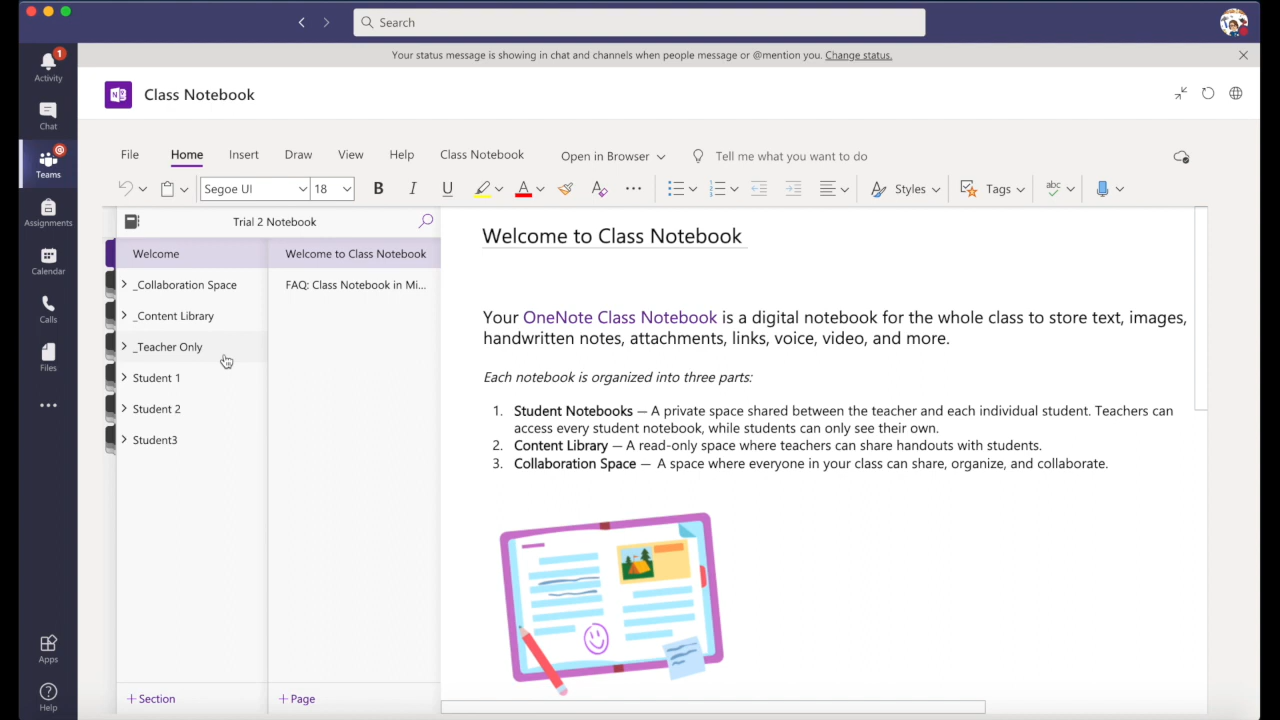 Search
Your status message is showing in chat and channels when people message or @mention you. Change status.
Activity
1
Chat
Teams
Assignments
Calendar
Calls
Files
Apps
Help
Class Notebook
File Home Insert Draw View Help Class Notebook Open in Browser Tell me what you want to do
Segoe UI 18 B I U A Styles Tags abc
Trial 2 Notebook
Welcome
_Collaboration Space
_Content Library
_Teacher Only
Student 1
Student 2
Student3
+ Section
Welcome to Class Notebook
FAQ: Class Notebook in Mi...
+ Page
Welcome to Class Notebook
Your OneNote Class Notebook is a digital notebook for the whole class to store text, images,
handwritten notes, attachments, links, voice, video, and more.
Each notebook is organized into three parts:
1. Student Notebooks — A private space shared between the teacher and each individual student. Teachers can
access every student notebook, while students can only see their own.
2. Content Library — A read-only space where teachers can share handouts with students.
3. Collaboration Space — A space where everyone in your class can share, organize, and collaborate.